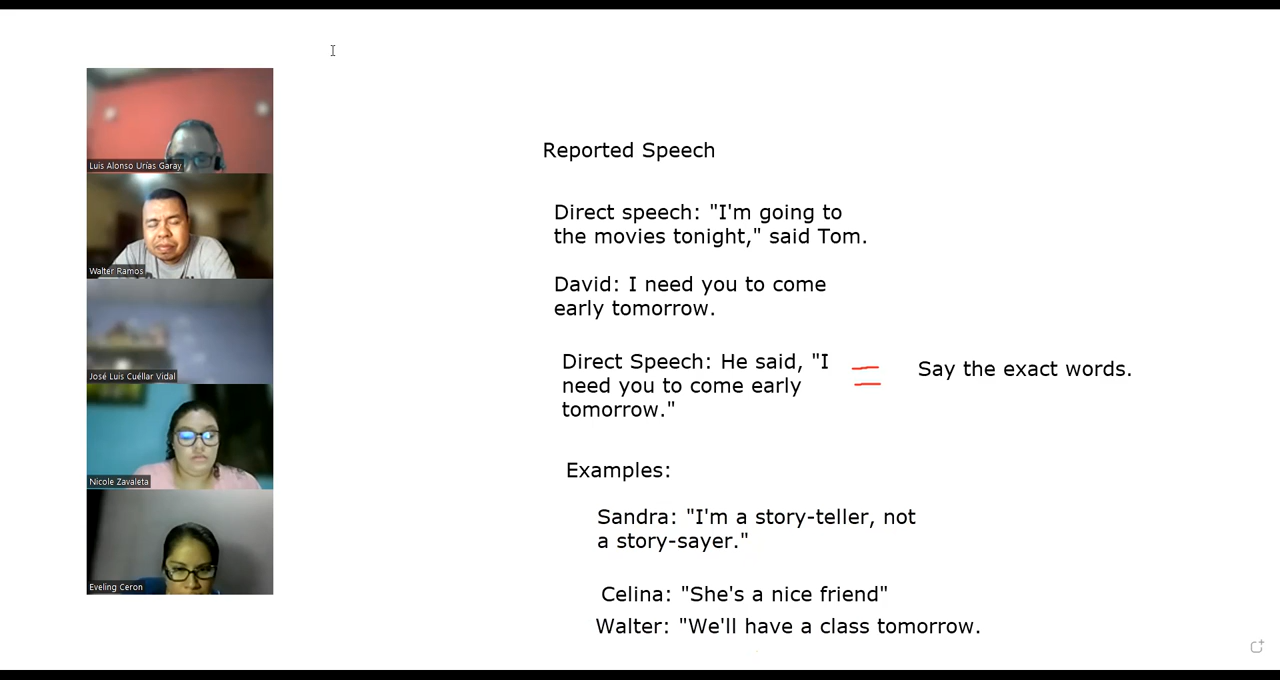 Luis Alonso Urías Garay
Walter Ramos
José Luis Cuéllar Vidal
Nicole Zavaleta
Eveling Ceron
Reported Speech
Direct speech: "I'm going to
the movies tonight," said Tom.
David: I need you to come
early tomorrow.
Direct Speech: He said, "I
need you to come early
tomorrow."
Say the exact words.
Examples:
Sandra: "I'm a story-teller, not
a story-sayer."
Celina: "She's a nice friend"
Walter: "We'll have a class tomorrow.